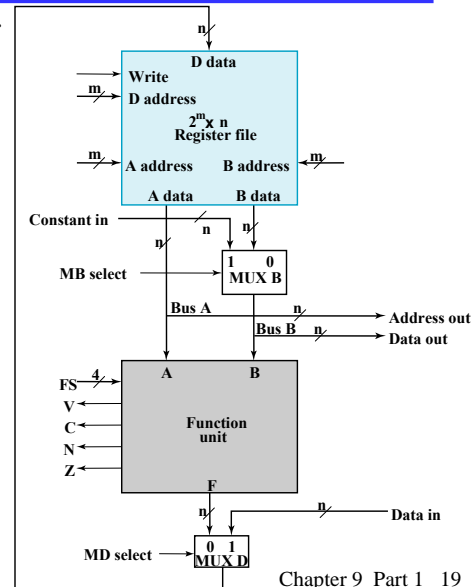 n
D data
Write
m
D address
2^m x n
Register file
m
m
A address B address
A data B data
Constant in
n
n
n
1 0
MB select
MUX B
Bus A
n
Address out
Bus B
n
Data out
A B
FS
4
V
C
Function
unit
N
Z
F
n
n
Data in
0 1
MD select
MUX D
Chapter 9 Part 1 19